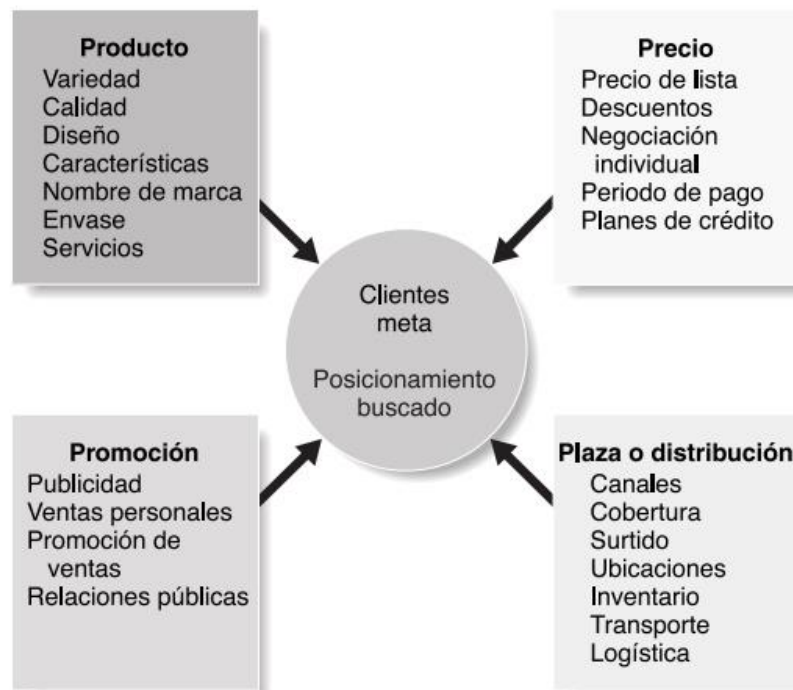 Producto
Variedad
Calidad
Diseño
Características
Nombre de marca
Envase
Servicios
Precio
Precio de lista
Descuentos
Negociación
individual
Periodo de pago
Planes de crédito
Clientes
meta
Posicionamiento
buscado
Promoción
Publicidad
Ventas personales
Promoción de
ventas
Relaciones públicas
Plaza o distribución
Canales
Cobertura
Surtido
Ubicaciones
Inventario
Transporte
Logística